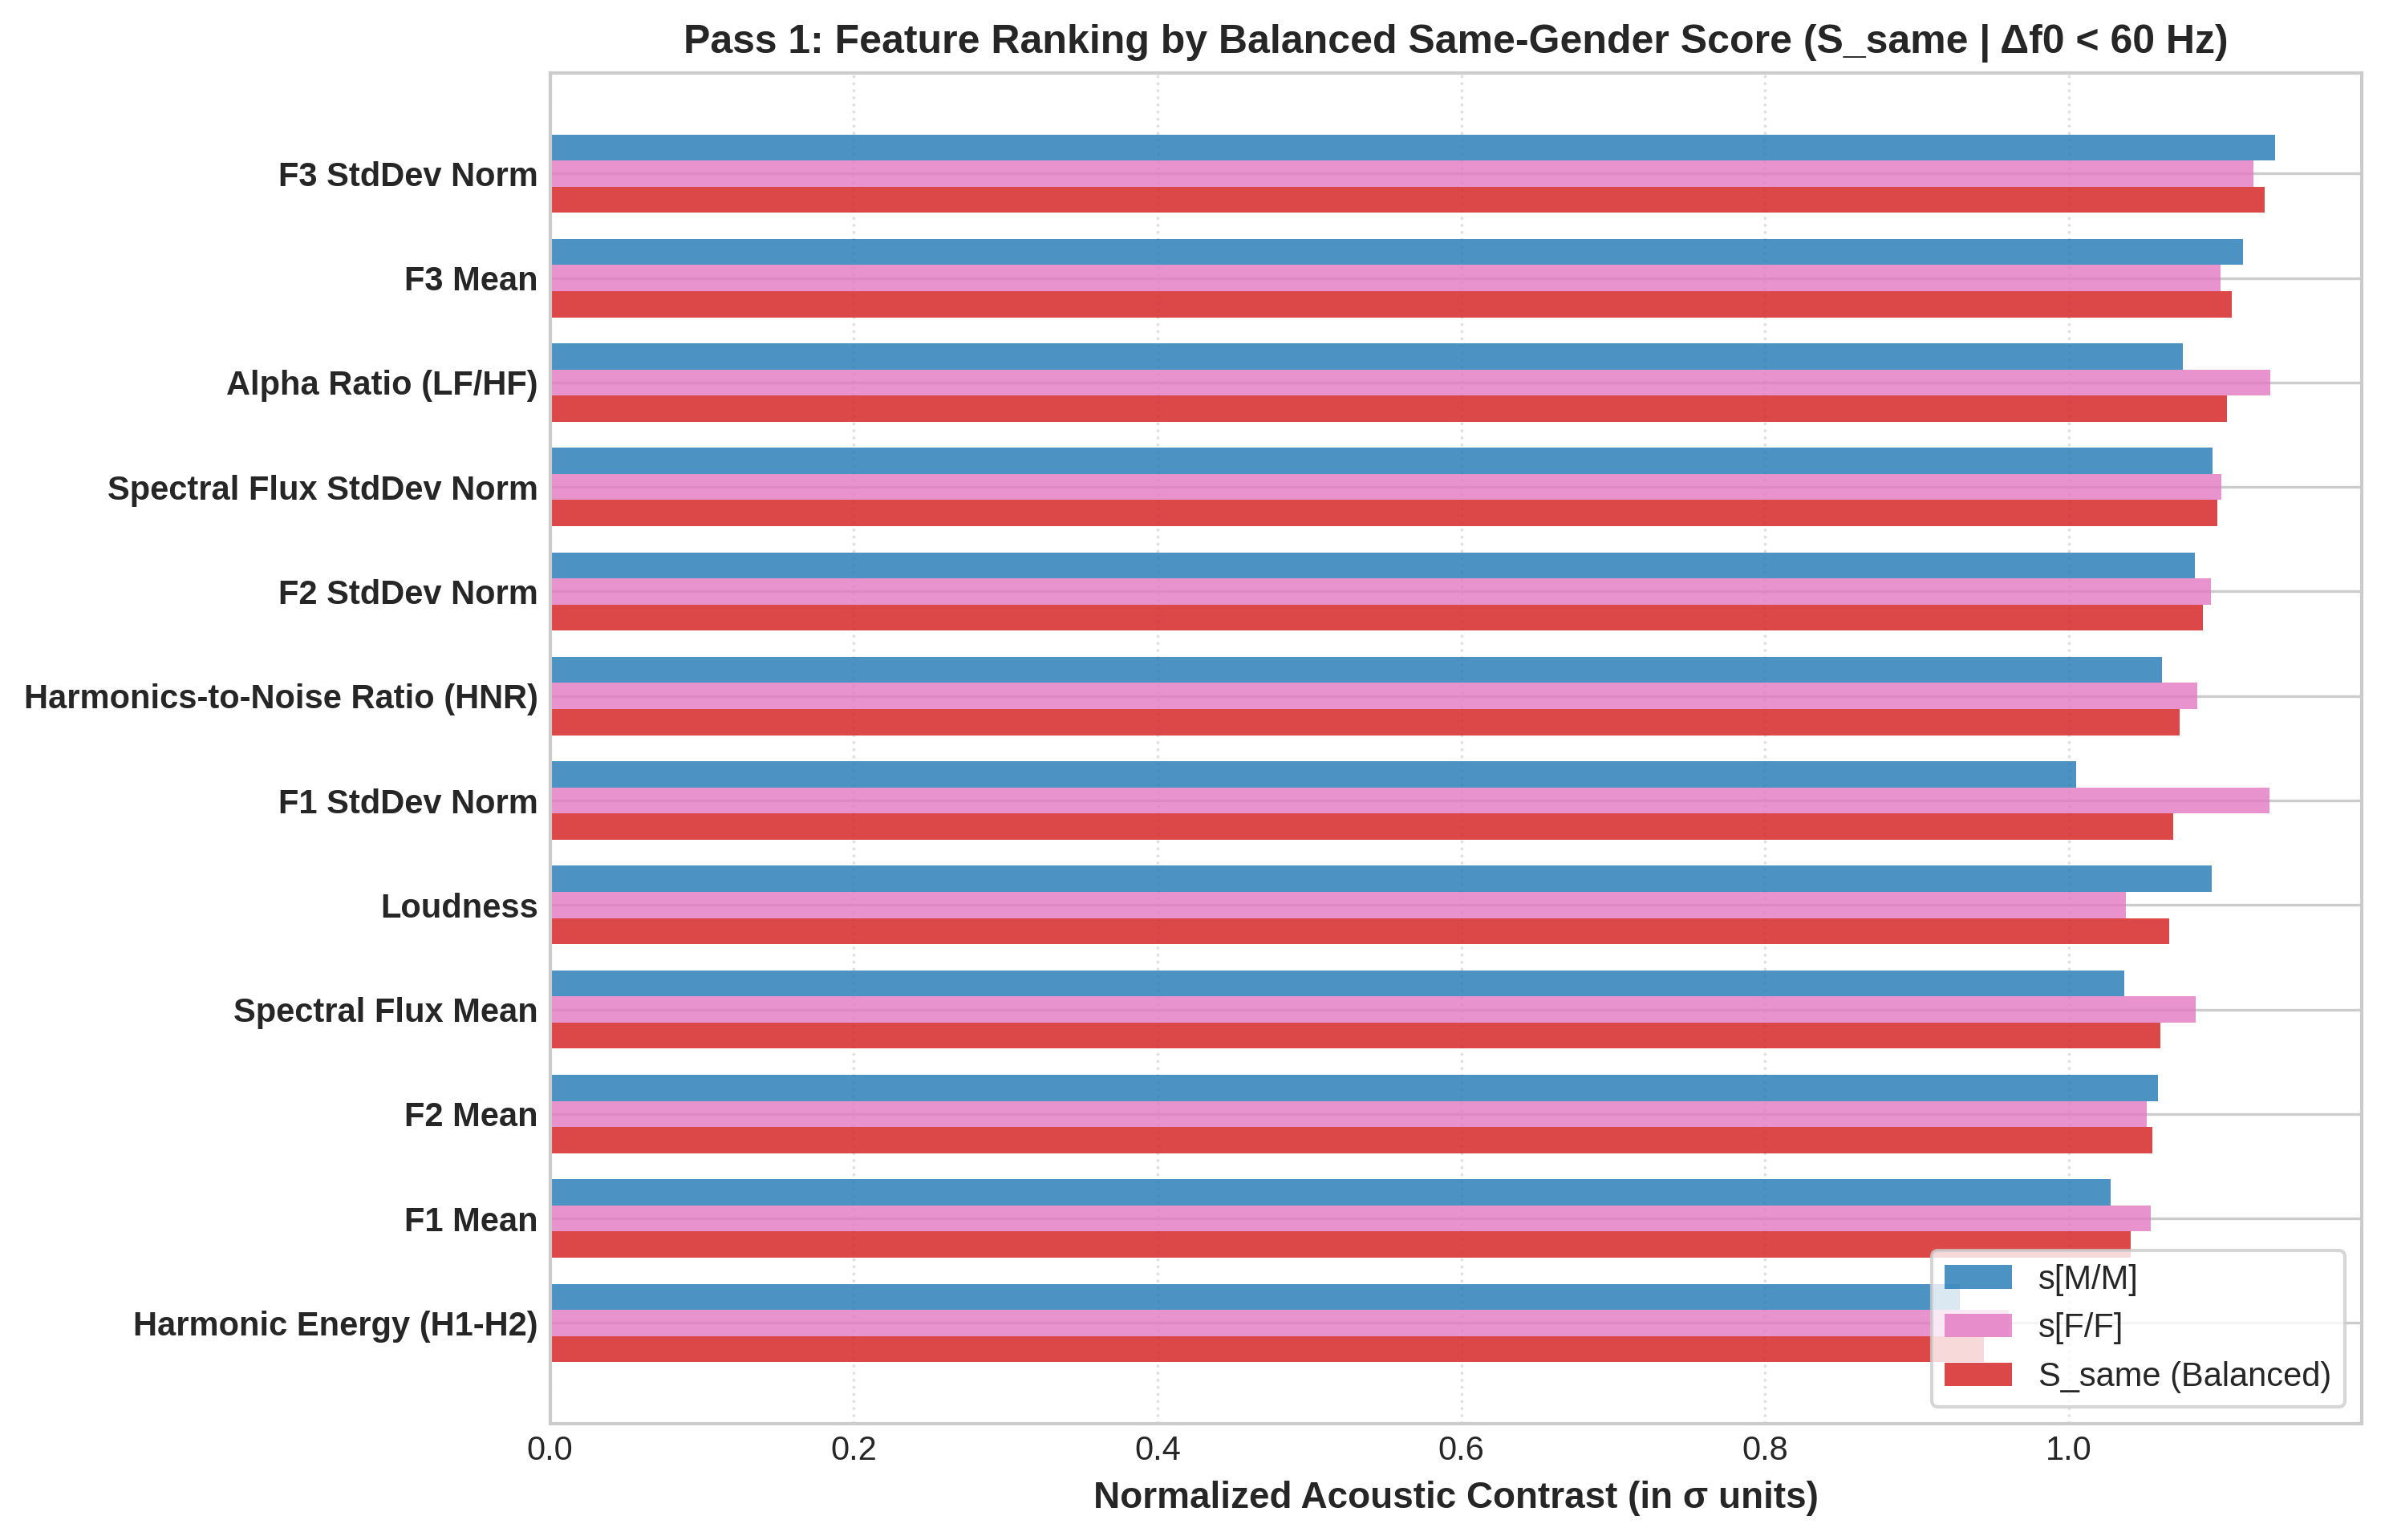 Pass 1: Feature Ranking by Balanced Same-Gender Score (S_same | Δf0 < 60 Hz)
F3 StdDev Norm
F3 Mean
Alpha Ratio (LF/HF)
Spectral Flux StdDev Norm
F2 StdDev Norm
Harmonics-to-Noise Ratio (HNR)
F1 StdDev Norm
Loudness
Spectral Flux Mean
F2 Mean
F1 Mean
Harmonic Energy (H1-H2)
s[M/M]
s[F/F]
S_same (Balanced)
0.0 0.2 0.4 0.6 0.8 1.0
Normalized Acoustic Contrast (in σ units)